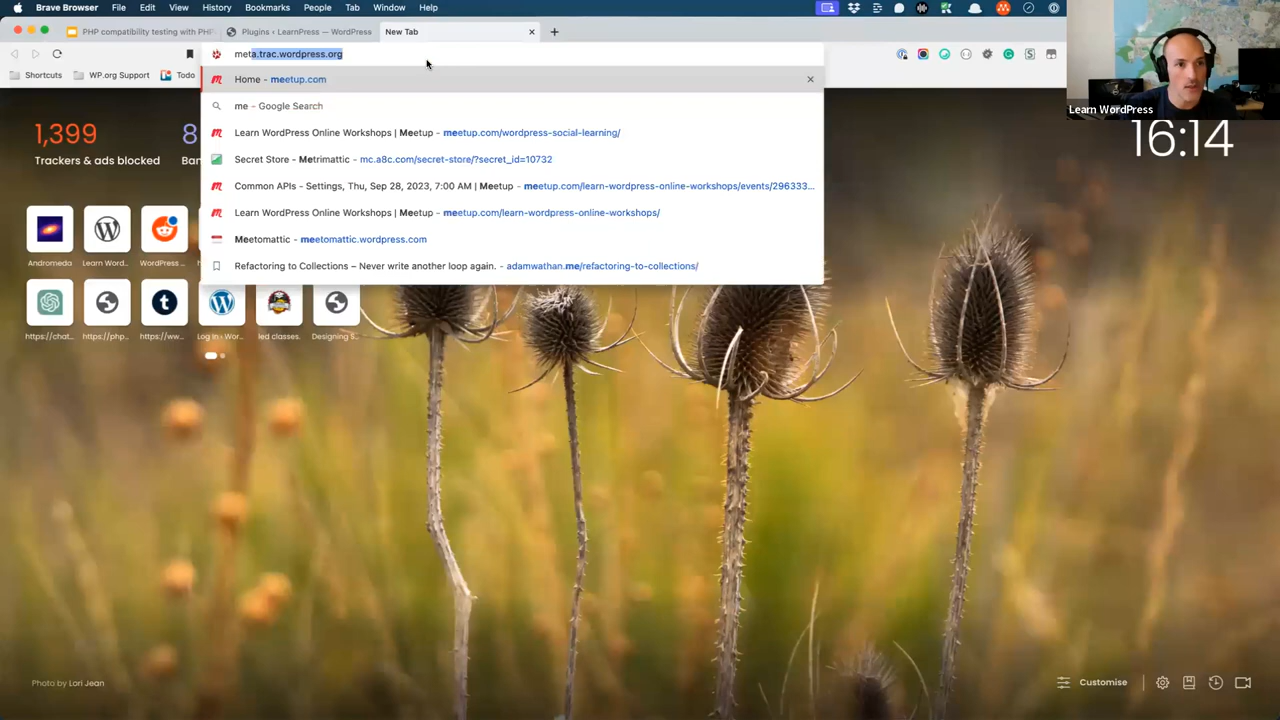 Brave Browser File Edit View History Bookmarks People Tab Window Help
PHP compatibility testing with PHP
Plugins ‹ LearnPress — WordPress
New Tab
meta.trac.wordpress.org
Shortcuts WP.org Support Todo
Home - meetup.com
me - Google Search
Learn WordPress Online Workshops | Meetup - meetup.com/wordpress-social-learning/
Secret Store - Metrimattic - mc.a8c.com/secret-store/?secret_id=10732
Common APIs - Settings, Thu, Sep 28, 2023, 7:00 AM | Meetup - meetup.com/learn-wordpress-online-workshops/events/296333...
Learn WordPress Online Workshops | Meetup - meetup.com/learn-wordpress-online-workshops/
Meetomattic - meetomattic.wordpress.com
Refactoring to Collections – Never write another loop again. - adamwathan.me/refactoring-to-collections/
Learn WordPress
1,399
Trackers & ads blocked
8
Ban
16:14
Andromeda Learn Word... WordPress ...
https://chat... https://php... https://ww... Log In ‹ Wor... led classes. Designing S...
Photo by Lori Jean
Customise